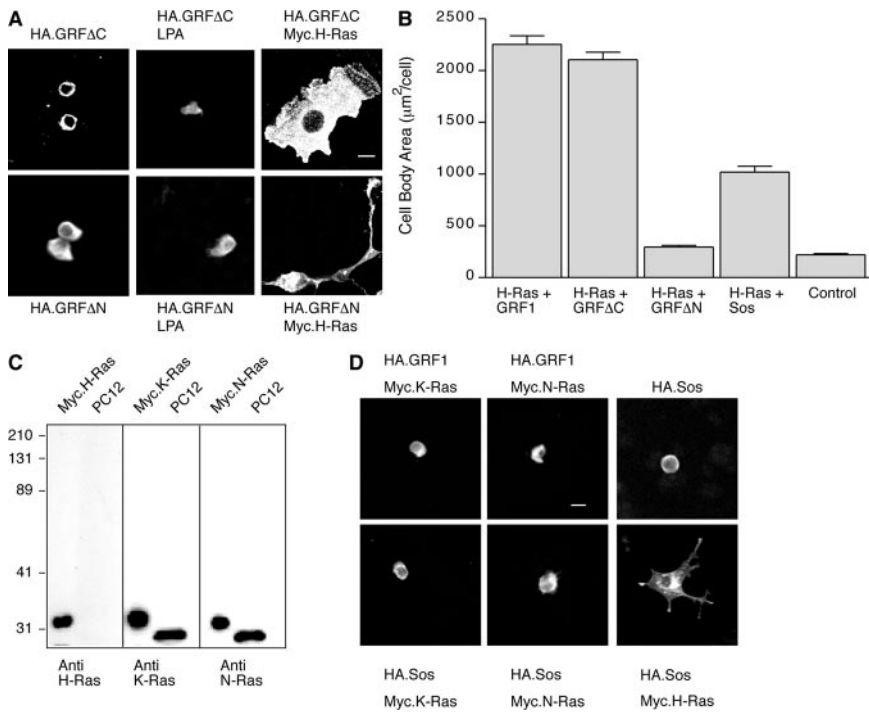 A
HA.GRFΔC
HA.GRFΔC
LPA
HA.GRFΔC
Myc.H-Ras
HA.GRFΔN
HA.GRFΔN
LPA
HA.GRFΔN
Myc.H-Ras
B
Cell Body Area (μm²/cell)
2500
2000
1000
500
0
H-Ras +
GRF1
H-Ras +
GRFΔC
H-Ras +
GRFΔN
H-Ras +
Sos
Control
C
Myc.H-Ras
PC12
Myc.K-Ras
PC12
Myc.N-Ras
PC12
210
131
89
41
31
Anti
H-Ras
Anti
K-Ras
Anti
N-Ras
D
HA.GRF1
Myc.K-Ras
HA.GRF1
Myc.N-Ras
HA.Sos
HA.Sos
Myc.K-Ras
HA.Sos
Myc.N-Ras
HA.Sos
Myc.H-Ras